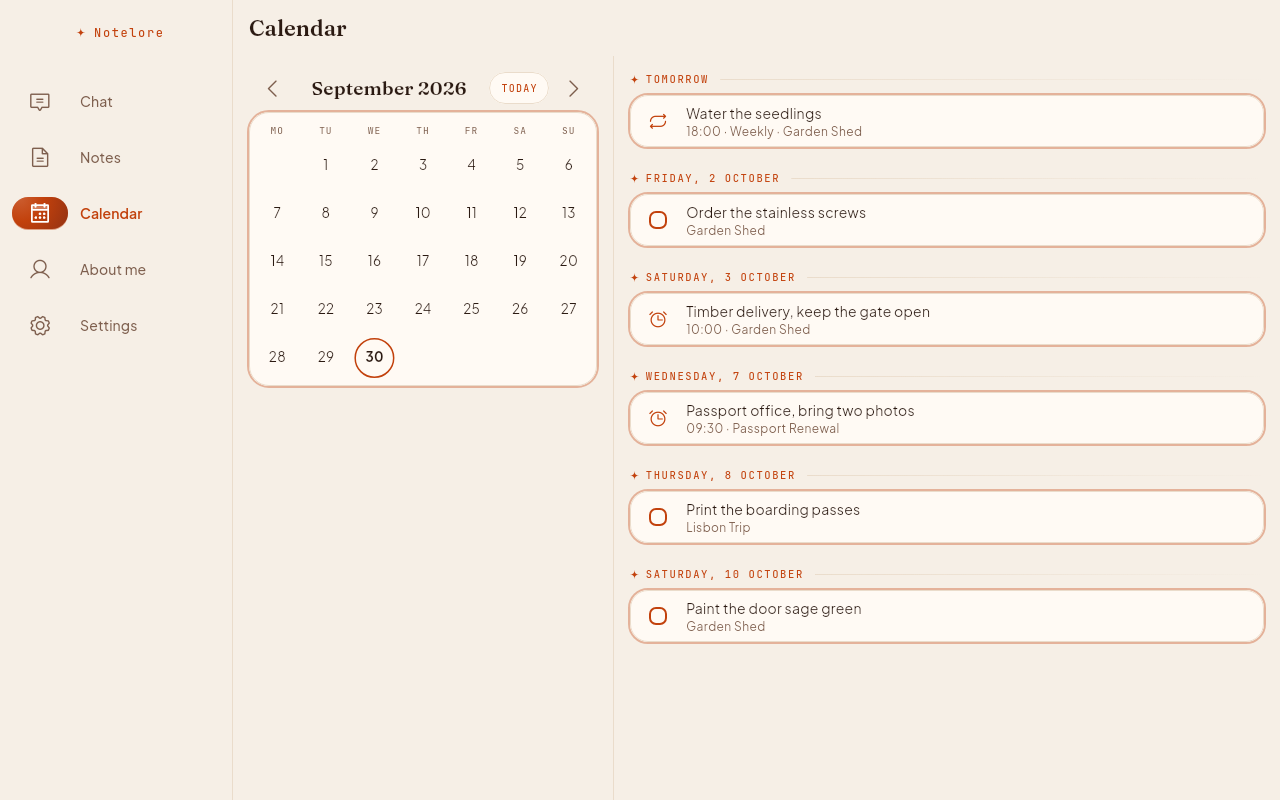 ✦ Notelore
Chat
Notes
Calendar
About me
Settings
Calendar
September 2026
TODAY
MO TU WE TH FR SA SU
1 2 3 4 5 6
7 8 9 10 11 12 13
14 15 16 17 18 19 20
21 22 23 24 25 26 27
28 29 30
✦ TOMORROW
Water the seedlings
18:00 · Weekly · Garden Shed
✦ FRIDAY, 2 OCTOBER
Order the stainless screws
Garden Shed
✦ SATURDAY, 3 OCTOBER
Timber delivery, keep the gate open
10:00 · Garden Shed
✦ WEDNESDAY, 7 OCTOBER
Passport office, bring two photos
09:30 · Passport Renewal
✦ THURSDAY, 8 OCTOBER
Print the boarding passes
Lisbon Trip
✦ SATURDAY, 10 OCTOBER
Paint the door sage green
Garden Shed